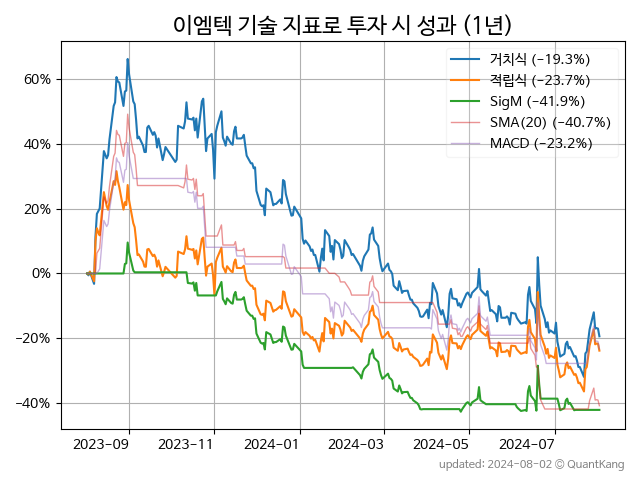 이엠텍 기술 지표로 투자 시 성과 (1년)
거치식 (−19.3%)
적립식 (−23.7%)
SigM (−41.9%)
SMA(20) (−40.7%)
MACD (−23.2%)
60%
40%
20%
0%
−20%
−40%
2023-09 2023-11 2024-01 2024-03 2024-05 2024-07
updated: 2024-08-02 © QuantKang